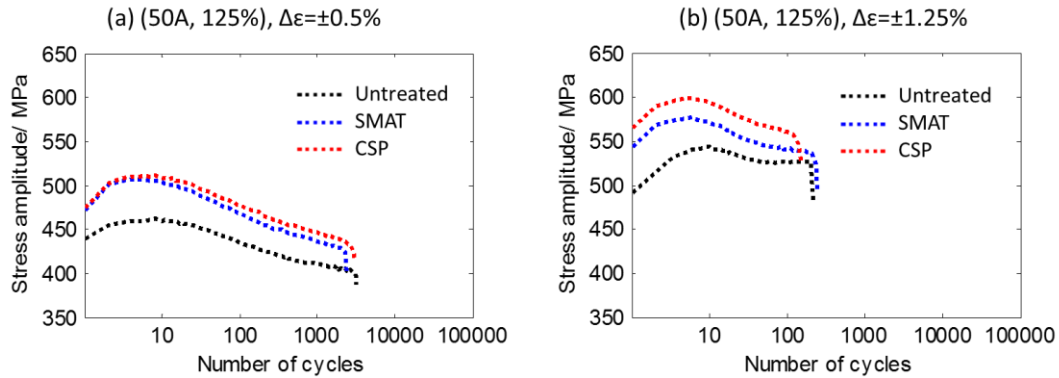 (a) (50A, 125%), Δε=±0.5%
Stress amplitude/ MPa
650
600
550
500
450
400
350
Untreated
SMAT
CSP
10
100
1000
10000
100000
Number of cycles
(b) (50A, 125%), Δε=±1.25%
Stress amplitude/ MPa
650
600
550
500
450
400
350
Untreated
SMAT
CSP
10
100
1000
10000
100000
Number of cycles